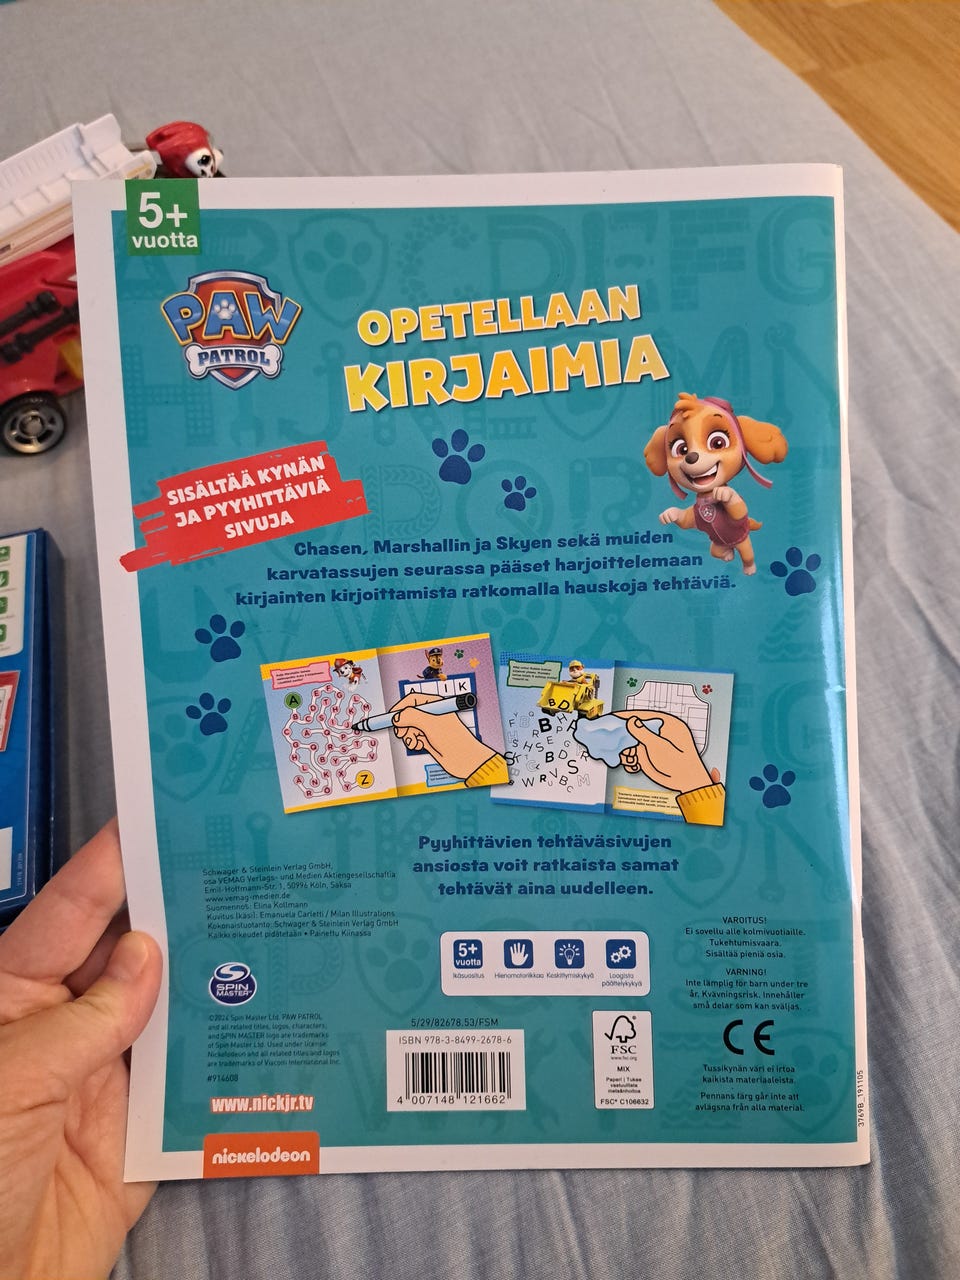 5+
vuotta
PAW
PATROL
OPETELLAAN
KIRJAIMIA
SISÄLTÄÄ KYNÄN
JA PYYHITTÄVIÄ
SIVUJA
Chasen, Marshallin ja Skyen sekä muiden
karvatassujen seurassa pääset harjoittelemaan
kirjainten kirjoittamista ratkomalla hauskoja tehtäviä.
Pyyhittävien tehtäväsivujen
ansiosta voit ratkaista samat
tehtävät aina uudelleen.
Schwager & Steinlein Verlag GmbH,
osa VEMAG Verlags- und Medien Aktiengesellschaftia
Emil-Hoffmann-Str. 1, 50996 Köln, Saksa
www.vemag-medien.de
Suomennos: Elina Kollmann
Kuvitus (käsi): Emanuela Carletti / Milan Illustrations
Kokonaistuotanto: Schwager & Steinlein Verlag GmbH
Kaikki oikeudet pidätetään • Painettu Kiinassa
SPIN
MASTER
©2024 Spin Master Ltd. PAW PATROL
and all related titles, logos, characters;
and SPIN MASTER logo are trademarks
of Spin Master Ltd. Used under license.
Nickelodeon and all related titles and logos
are trademarks of Viacom International Inc.
#914608
www.nickjr.tv
nickelodeon
5+
vuotta
Ikäsuositus
Hienomotoriikkaa
Keskittymiskykyä
Loogista
päättelykykyä
5/29/82678.53/FSM
ISBN 978-3-8499-2678-6
4 007148 121662
FSC
www.fsc.org
MIX
Paperi | Tukee
vastuullista
metsänhoitoa
FSC® C106632
VAROITUS!
Ei sovellu alle kolmivuotiaille.
Tukehtumisvaara.
Sisältää pieniä osia.
VARNING!
Inte lämplig för barn under tre
år. Kvävningsrisk. Innehåller
små delar som kan sväljas.
CE
Tussikynän väri ei irtoa
kaikista materiaaleista.
Pennans färg går inte att
avlägsna från alla material.
3769B_191105